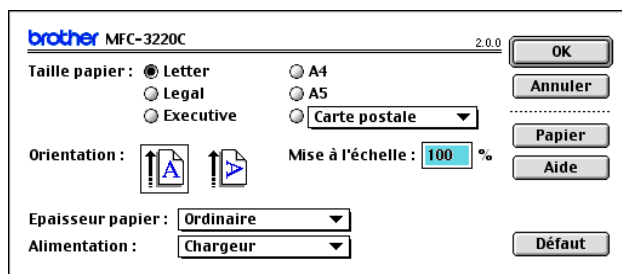 brother MFC-3220C 2.0.0
OK
Taille papier : Letter A4
Annuler
Legal A5
Executive Carte postale
Papier
Orientation : A A Mise à l'échelle : 100 %
Aide
Epaisseur papier : Ordinaire
Alimentation : Chargeur
Défaut